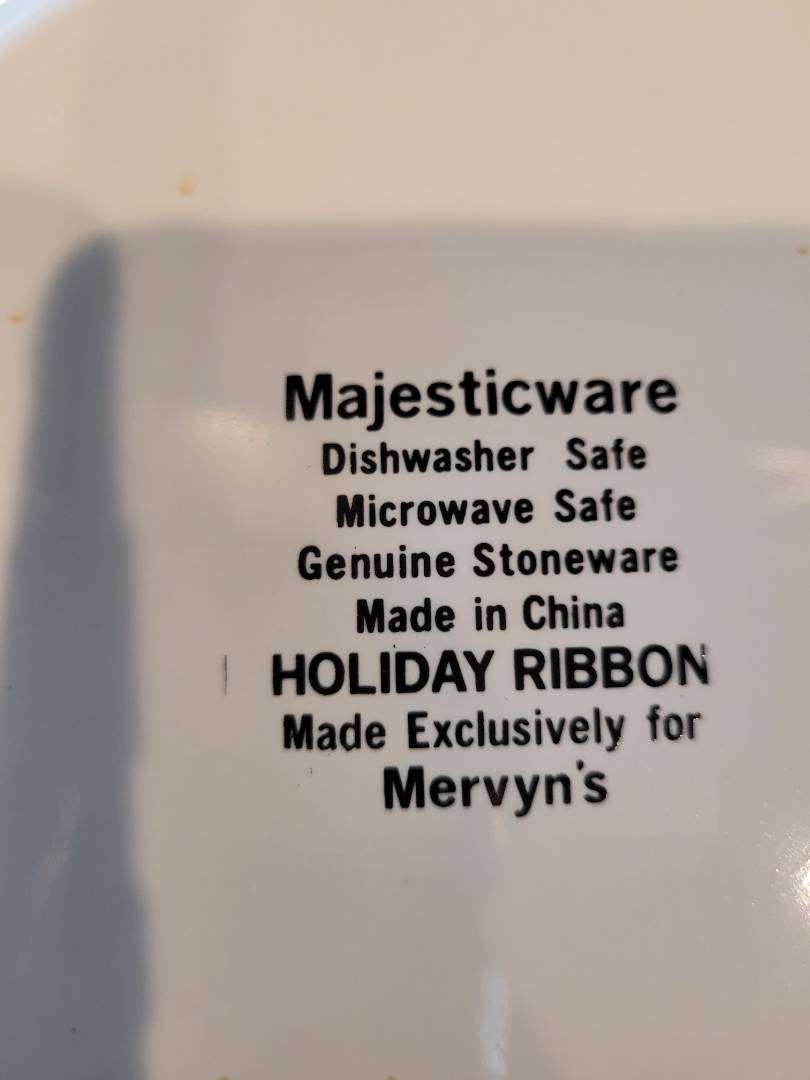 Majesticware
Dishwasher Safe
Microwave Safe
Genuine Stoneware
Made in China
HOLIDAY RIBBON
Made Exclusively for
Mervyn's